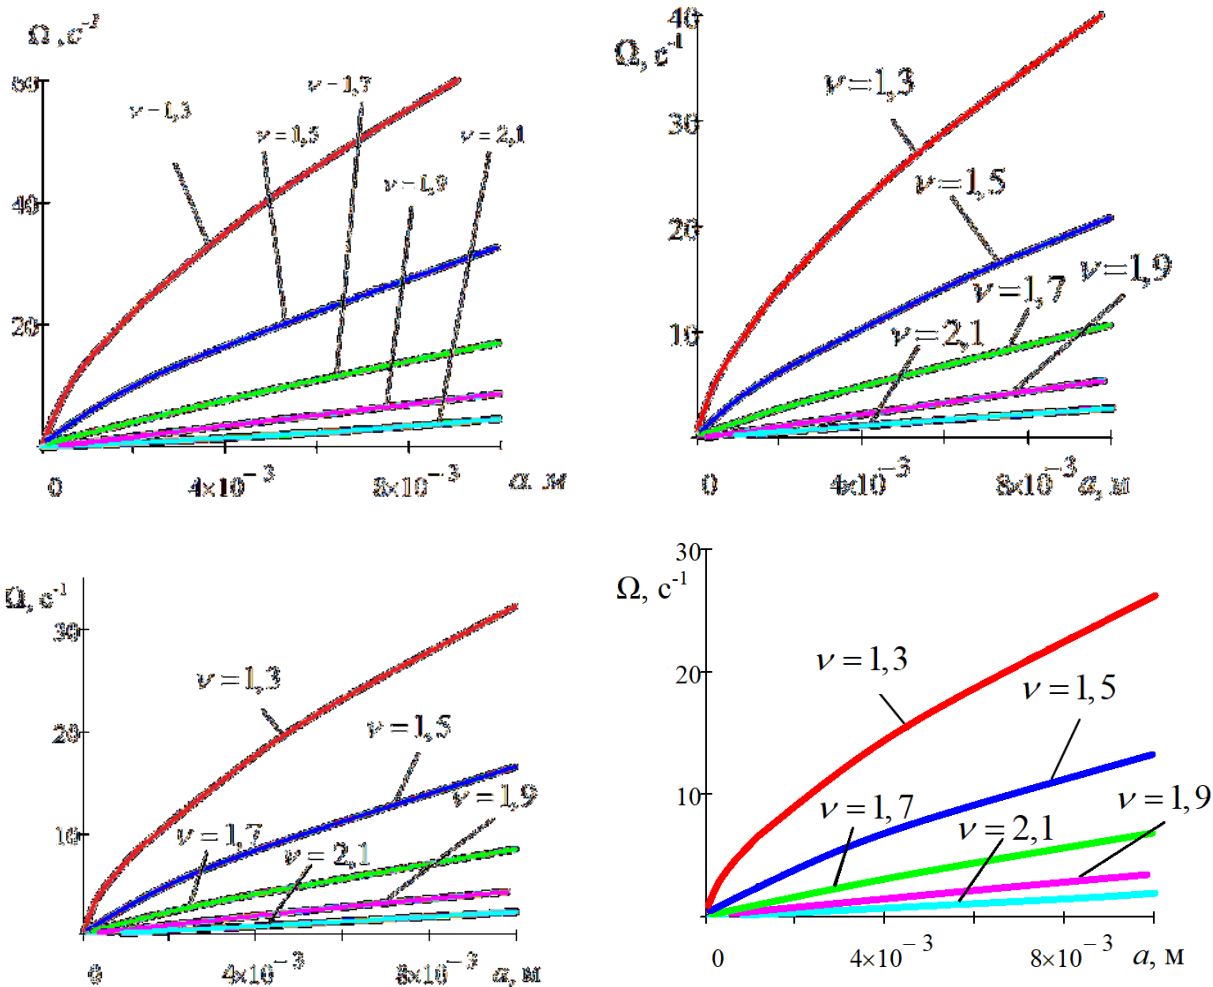 Ω, с⁻¹
60
ν=1,3
ν=1,5
ν=1,7
ν=2,1
ν=1,9
40
20
0
4×10⁻³
8×10⁻³
a, м
40
Ω, с⁻¹
ν=1,3
30
ν=1,5
20
ν=1,9
ν=1,7
ν=2,1
10
0
4×10⁻³
8×10⁻³
a, м
Ω, с⁻¹
30
ν=1,3
20
ν=1,5
ν=1,9
10
ν=1,7
ν=2,1
0
4×10⁻³
8×10⁻³
a, м
30
Ω, с⁻¹
ν=1,3
20
ν=1,5
10
ν=1,7
ν=2,1
ν=1,9
0
4×10⁻³
8×10⁻³
a, м